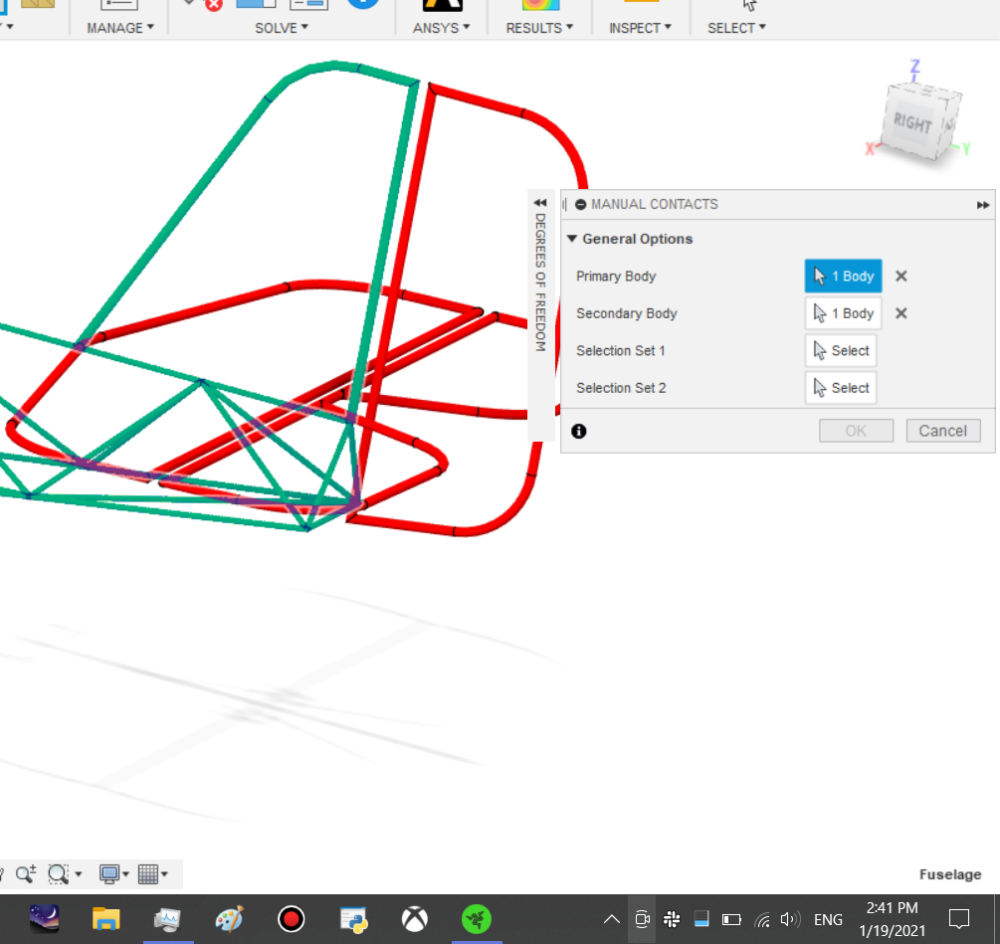 MANAGE
SOLVE
ANSYS
RESULTS
INSPECT
SELECT
Z
RIGHT
X
Y
MANUAL CONTACTS
DEGREES OF FREEDOM
General Options
Primary Body
1 Body
Secondary Body
1 Body
Selection Set 1
Select
Selection Set 2
Select
OK
Cancel
Fuselage
ENG
2:41 PM
1/19/2021